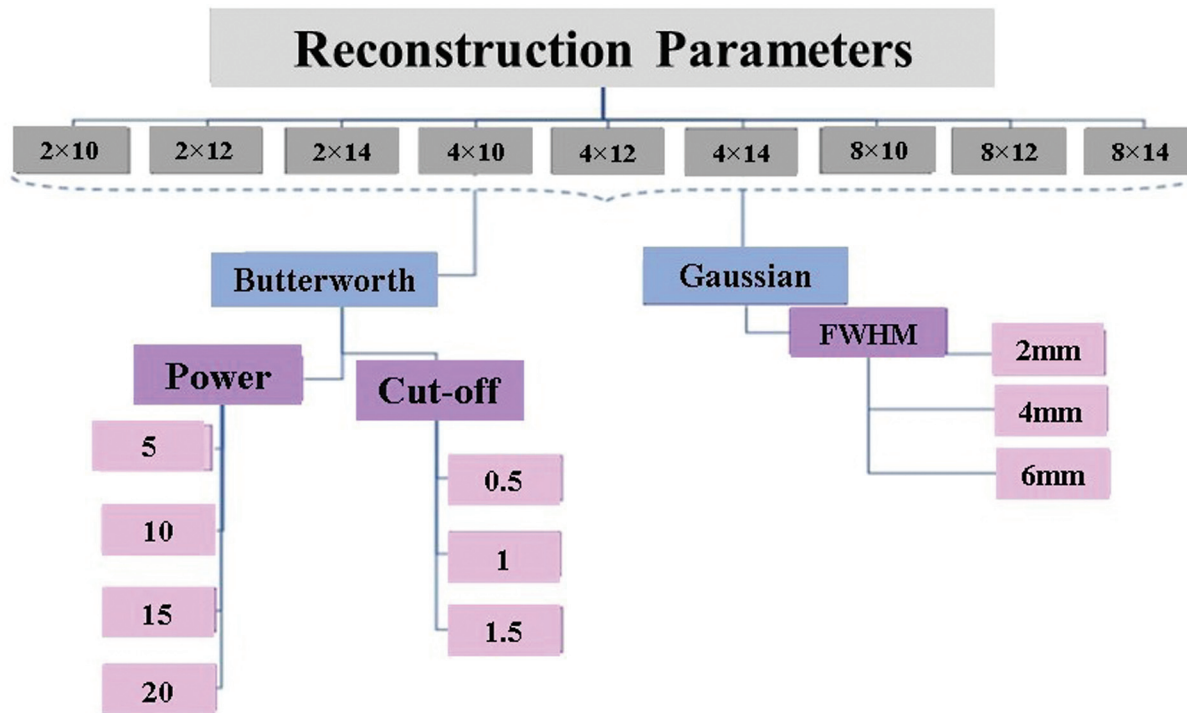 Reconstruction Parameters
2×10
2×12
2×14
4×10
4×12
4×14
8×10
8×12
8×14
Butterworth
Power
5
10
15
20
Cut-off
0.5
1
1.5
Gaussian
FWHM
2mm
4mm
6mm